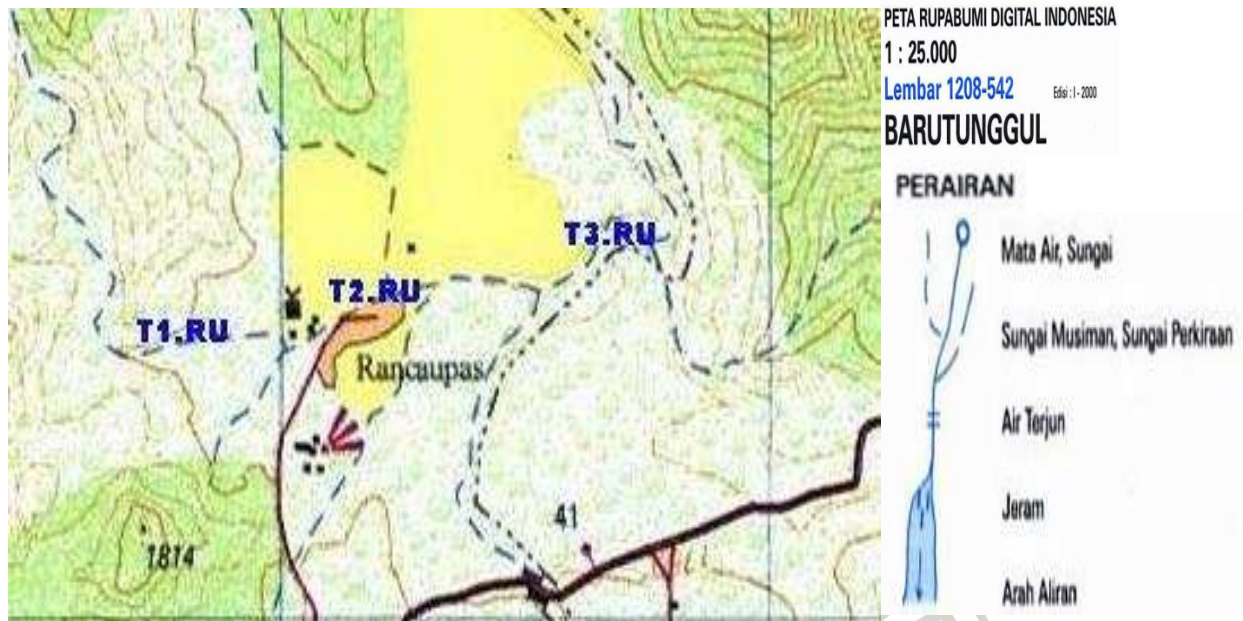 PETA RUPABUMI DIGITAL INDONESIA
1 : 25.000
Lembar 1208-542 Edisi : I - 2000
BARUTUNGGUL
PERAIRAN
Mata Air, Sungai
Sungai Musiman, Sungai Perkiraan
Air Terjun
Jeram
Arah Aliran
T3.RU
T2.RU
T1.RU
Rancaupas
41
1814